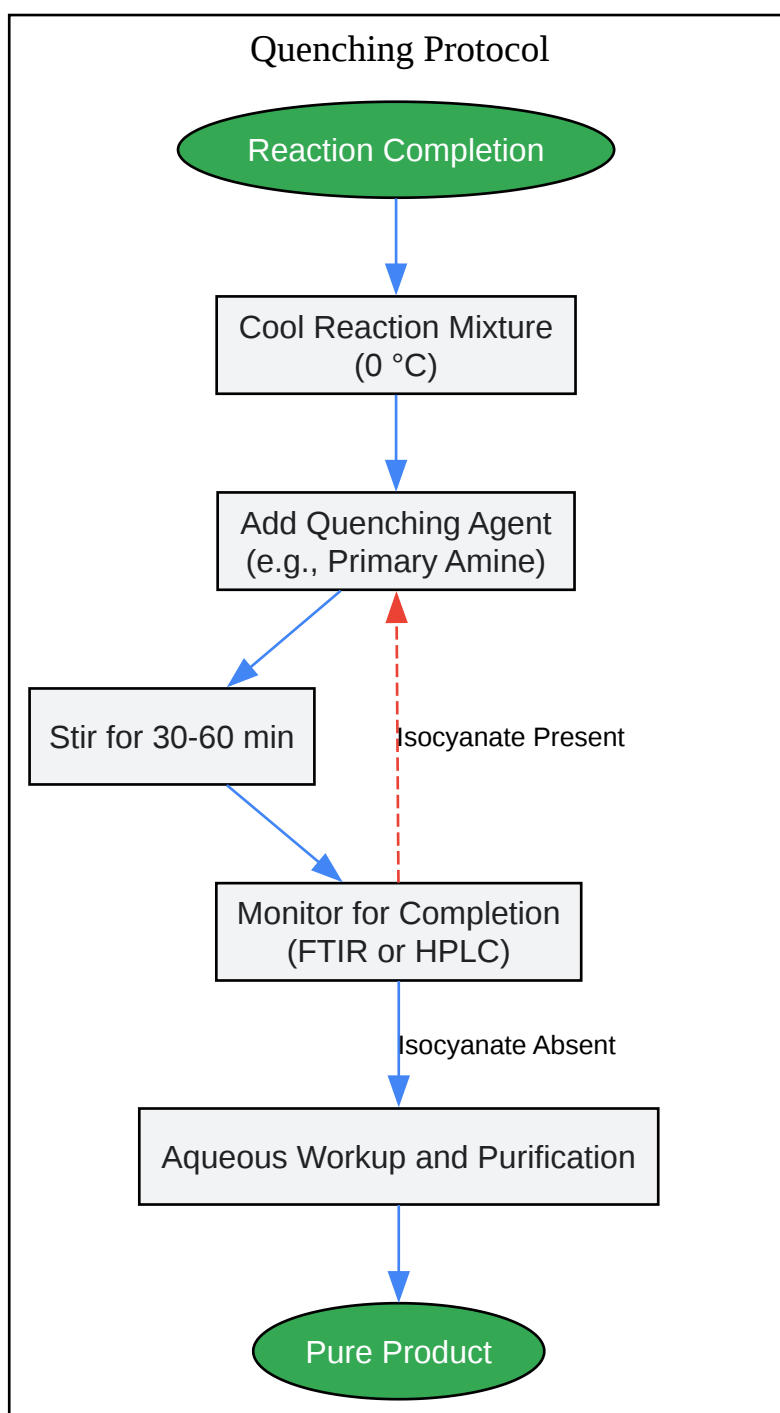 Quenching Protocol
Reaction Completion
Cool Reaction Mixture
(0 °C)
Add Quenching Agent
(e.g., Primary Amine)
Stir for 30-60 min
Isocyanate Present
Monitor for Completion
(FTIR or HPLC)
Isocyanate Absent
Aqueous Workup and Purification
Pure Product